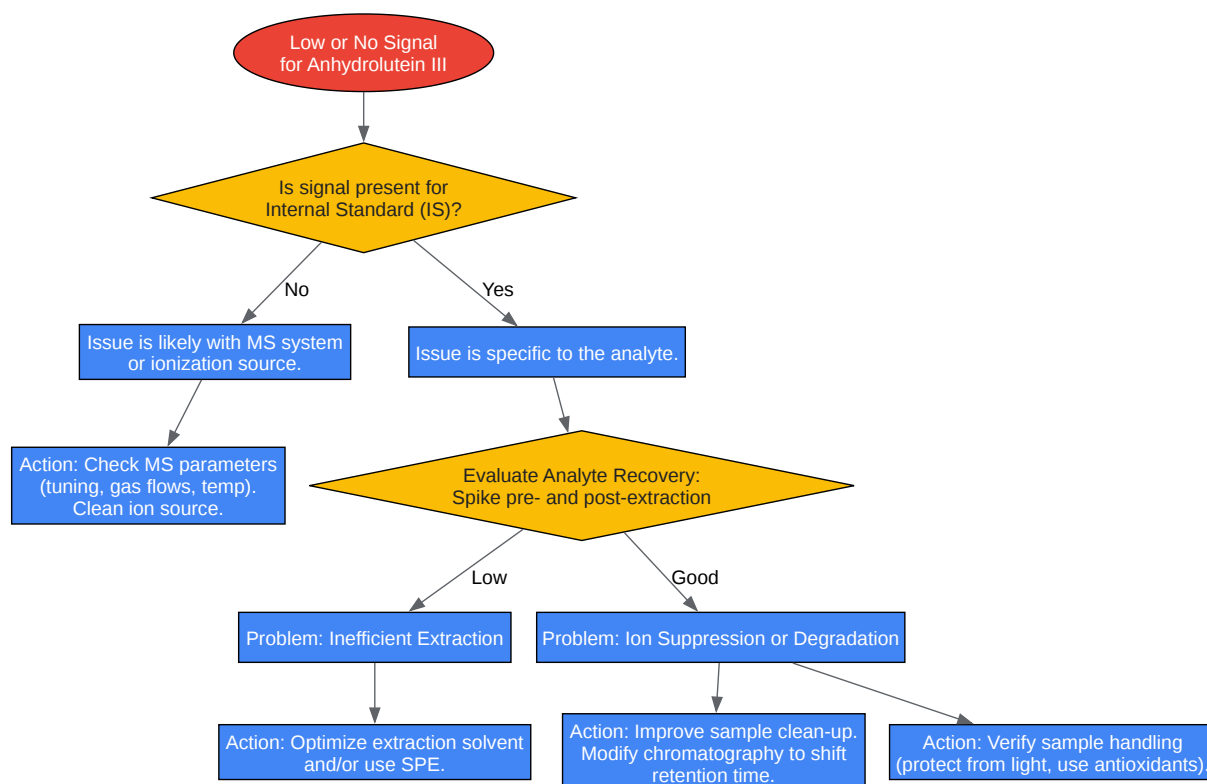 Low or No Signal
for Anhydrolutein III
Is signal present for
Internal Standard (IS)?
No
Yes
Issue is likely with MS system
or ionization source.
Issue is specific to the analyte.
Action: Check MS parameters
(tuning, gas flows, temp).
Clean ion source.
Evaluate Analyte Recovery:
Spike pre- and post-extraction
Low
Good
Problem: Inefficient Extraction
Problem: Ion Suppression or Degradation
Action: Optimize extraction solvent
and/or use SPE.
Action: Improve sample clean-up.
Modify chromatography to shift
retention time.
Action: Verify sample handling
(protect from light, use antioxidants).